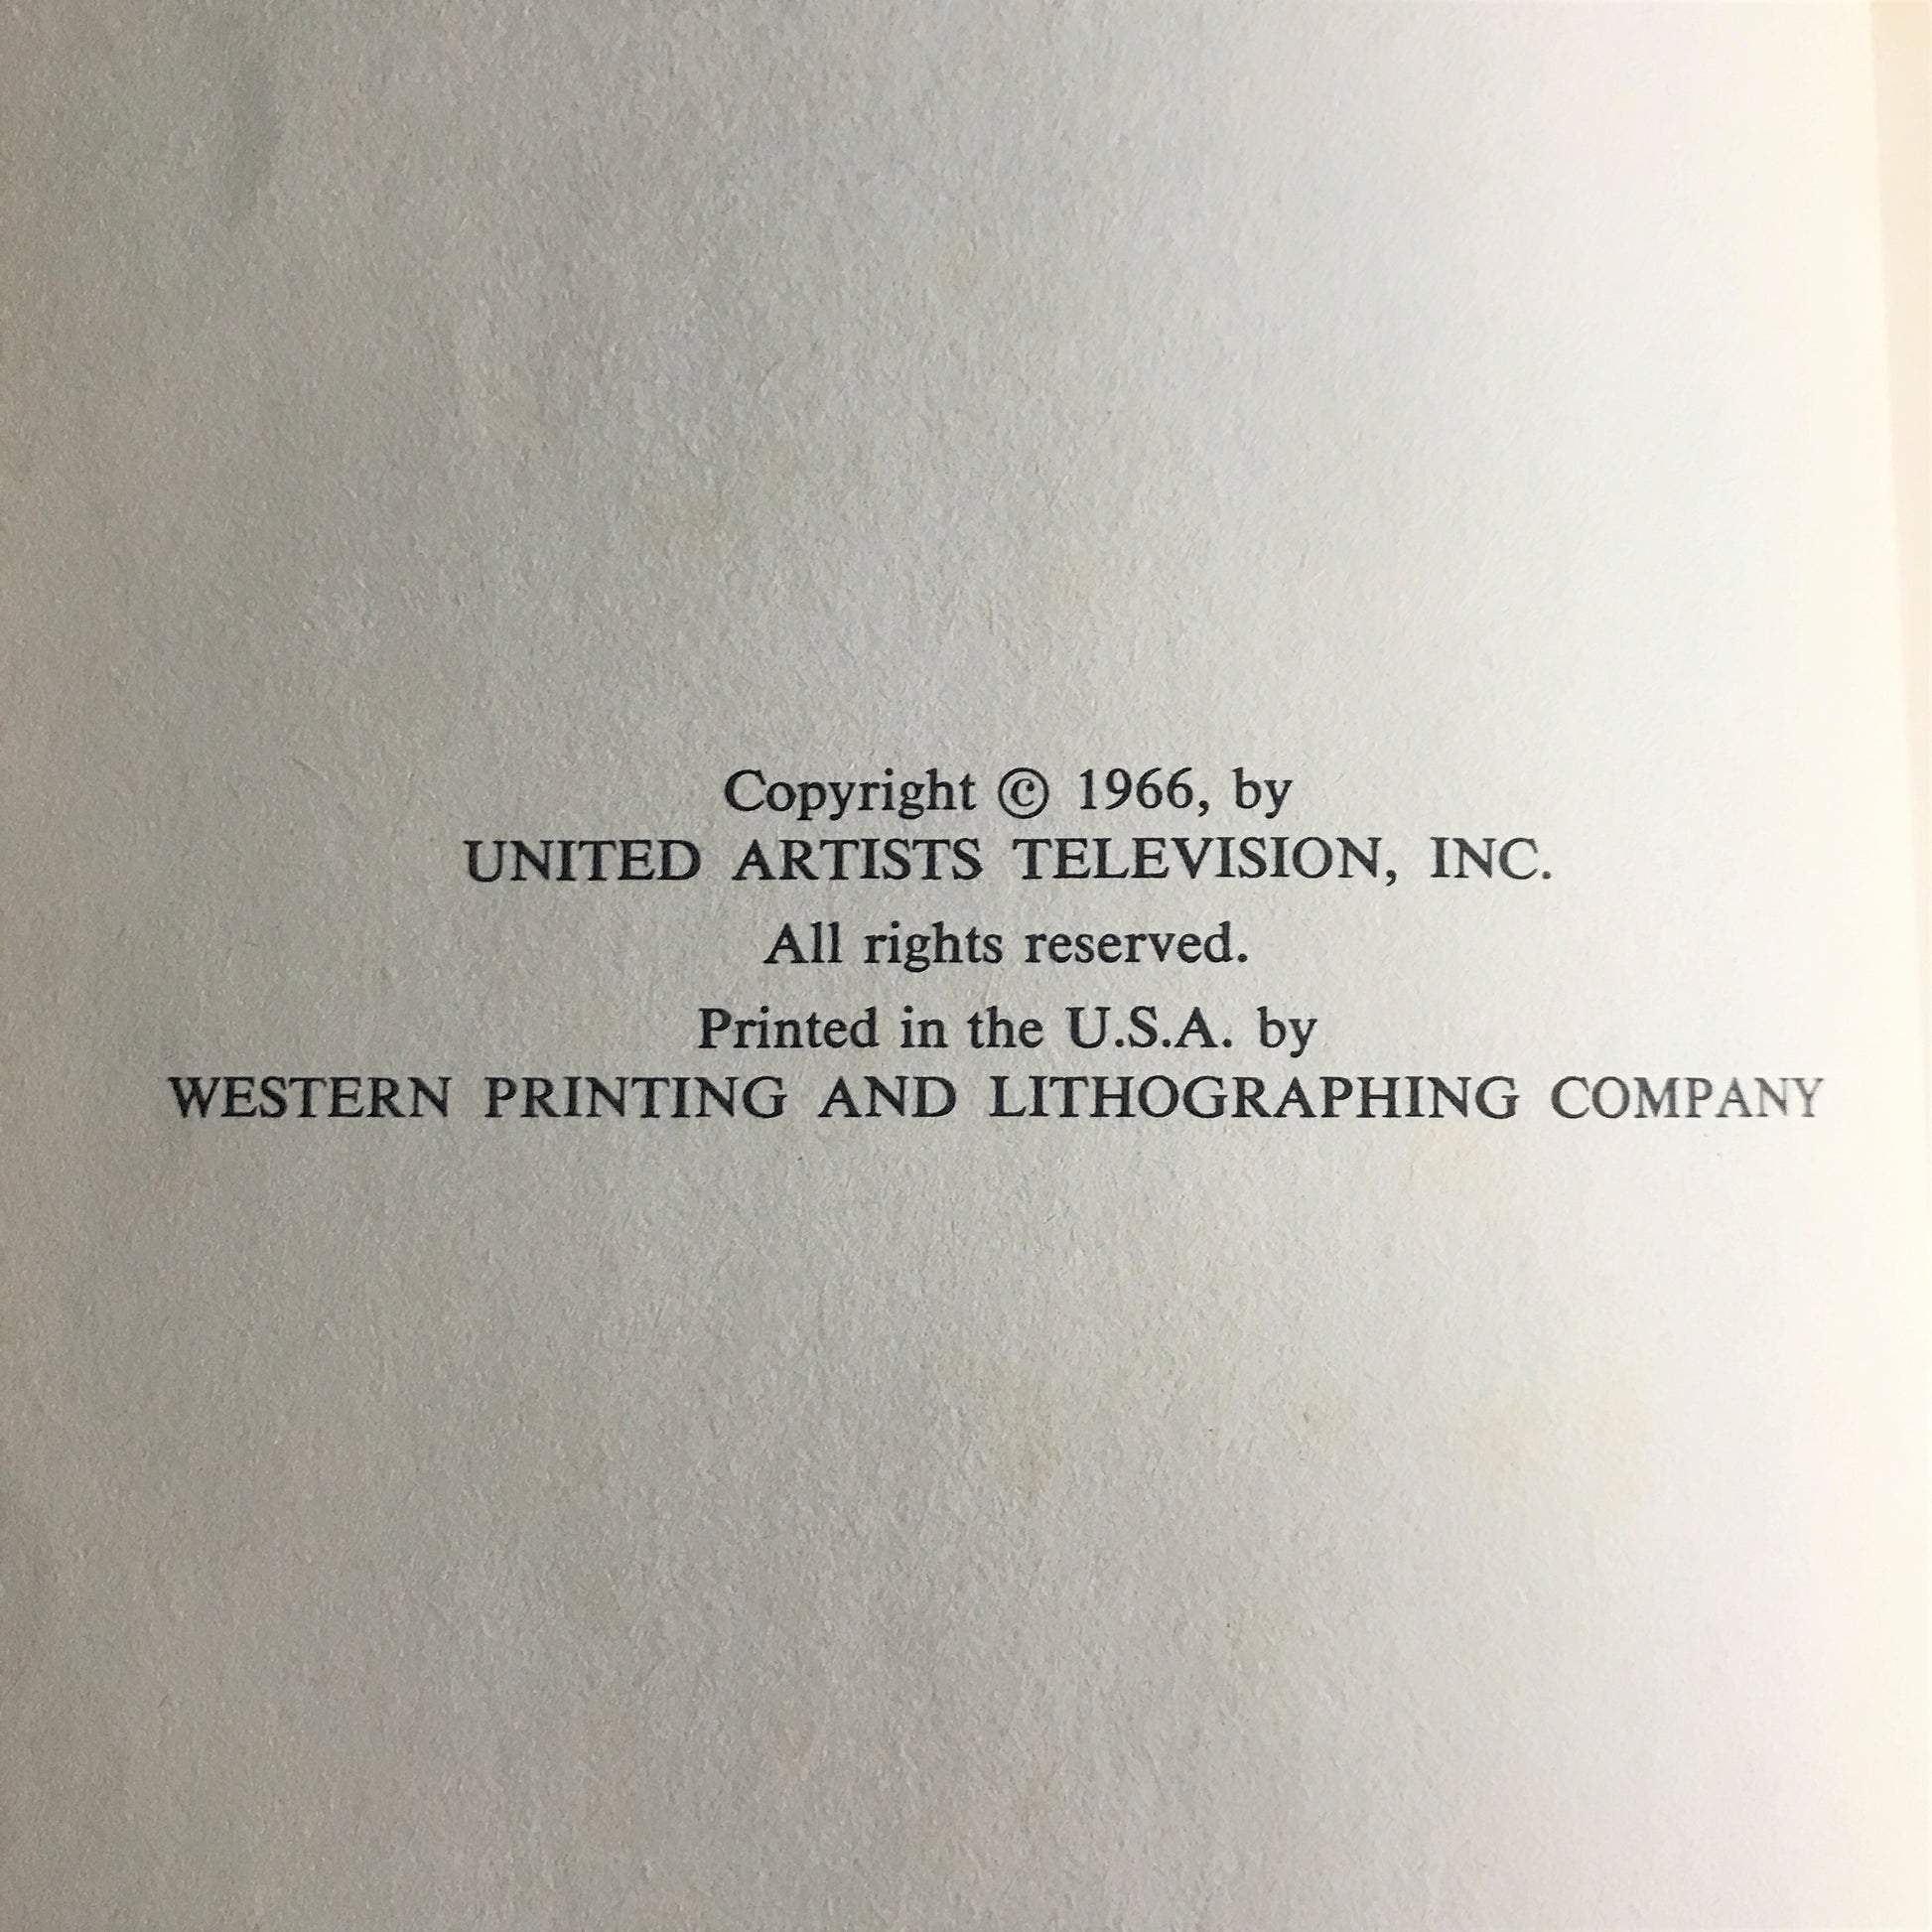 Copyright © 1966, by
UNITED ARTISTS TELEVISION, INC.
All rights reserved.
Printed in the U.S.A. by
WESTERN PRINTING AND LITHOGRAPHING COMPANY